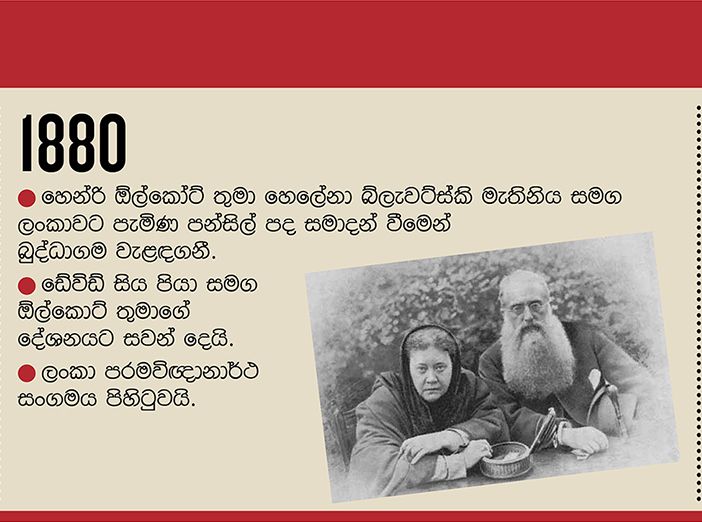 1880
හෙන්රි ඕල්කෝට් තුමා හෙලේනා බ්ලැවට්ස්කි මැතිනිය සමග
ලංකාවට පැමිණ පන්සිල් පද සමාදන් වීමෙන්
බුද්ධාගම වැළඳගනී.
ඩේවිඩ් සිය පියා සමග
ඕල්කොට් තුමාගේ
දේශනයට සවන් දෙයි.
ලංකා පරමවිඥානාර්ථ
සංගමය පිහිටුවයි.